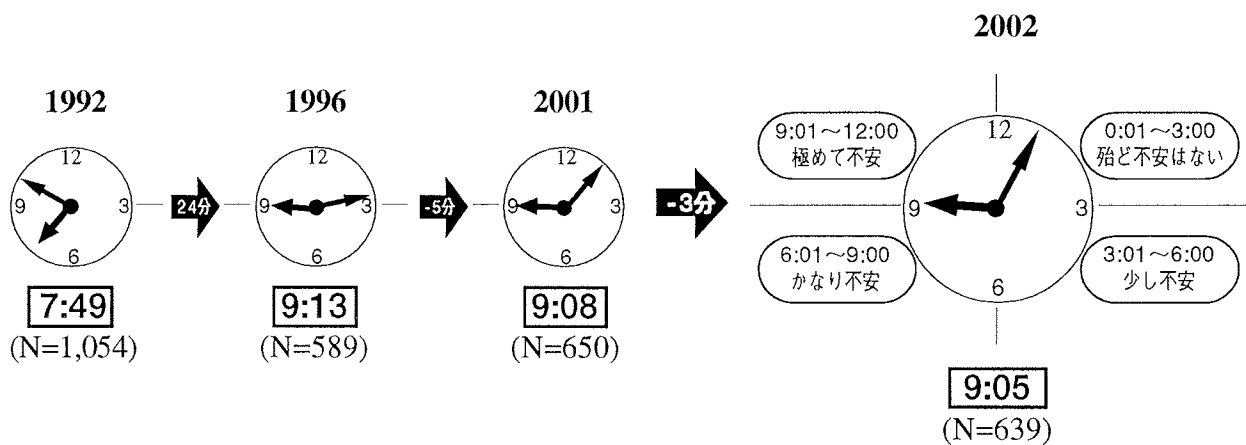 1992
12
9
3
6
7:49
(N=1,054)
24分
1996
12
9
3
6
9:13
(N=589)
-5分
2001
12
9
3
6
9:08
(N=650)
-3分
2002
9:01～12:00
極めて不安
0:01～3:00
殆ど不安はない
12
9
3
6
6:01～9:00
かなり不安
3:01～6:00
少し不安
9:05
(N=639)